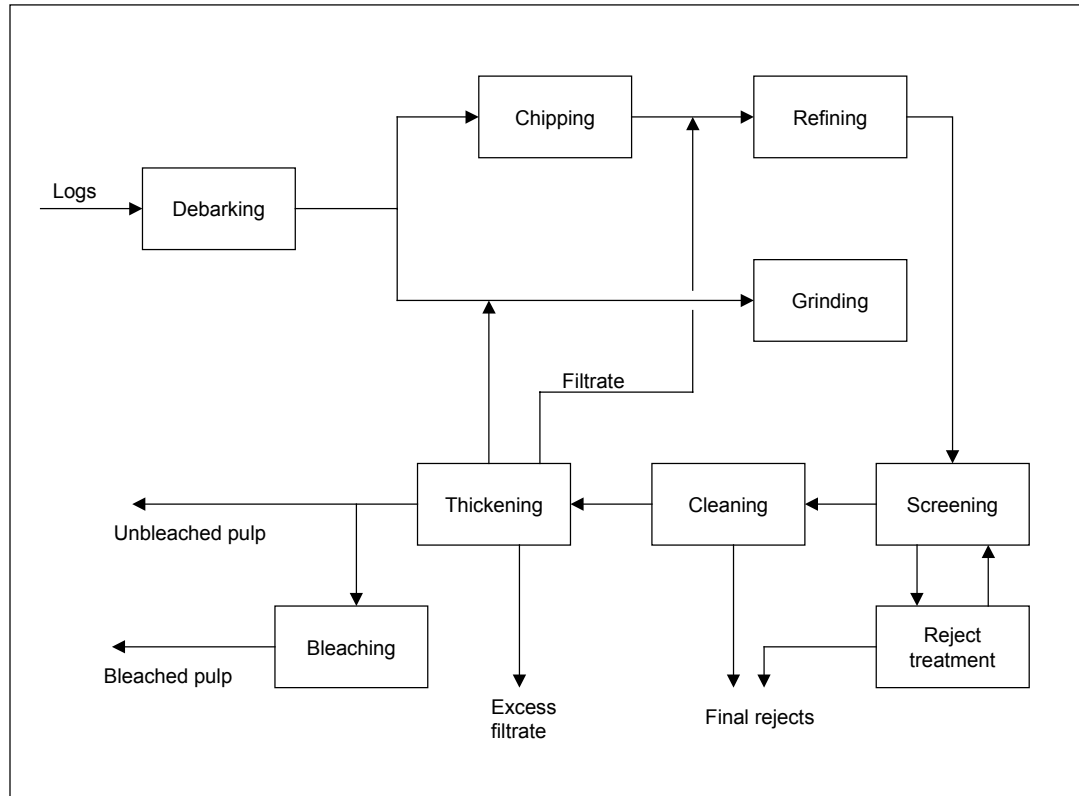 Chipping
Refining
Logs
Debarking
Grinding
Filtrate
Thickening
Cleaning
Screening
Unbleached pulp
Bleaching
Reject
treatment
Bleached pulp
Excess
filtrate
Final rejects